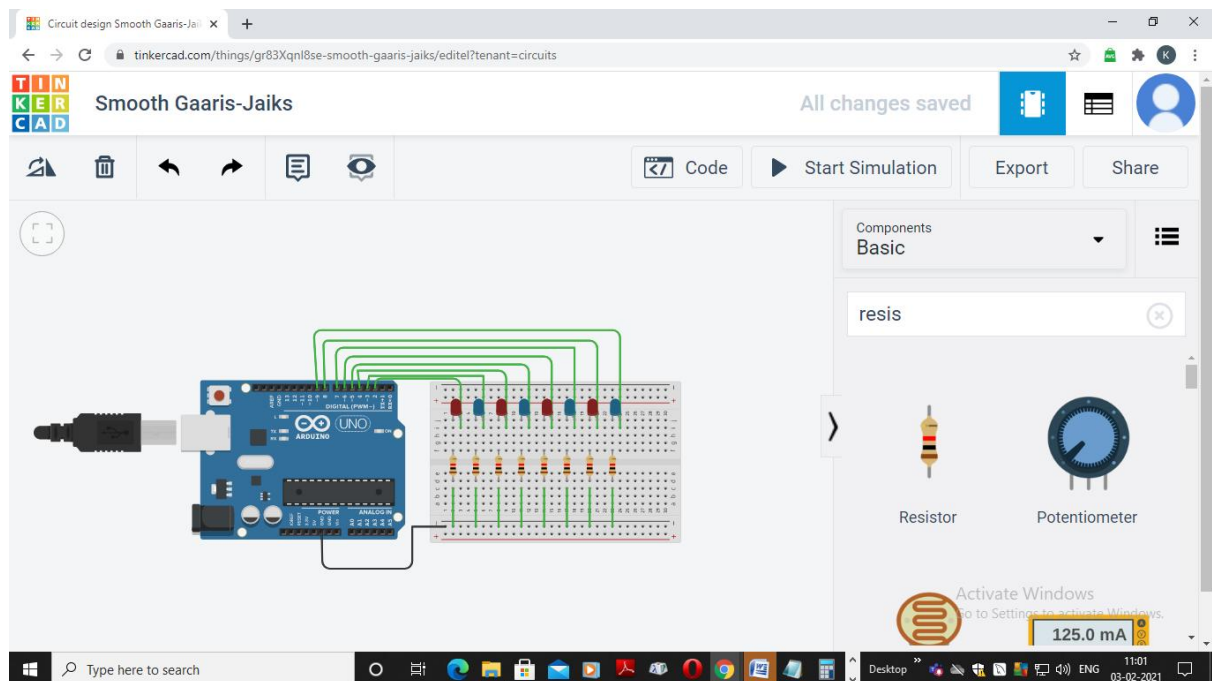 Circuit design Smooth Gaaris-Jai
tinkercad.com/things/gr83Xqnl8se-smooth-gaaris-jaiks/editel?tenant=circuits
K
TIN
KER
CAD
Smooth Gaaris-Jaiks
All changes saved
Code
Start Simulation
Export
Share
Components
Basic
resis
DIGITAL (PWM~)
UNO
ARDUINO
ON
POWER
ANALOG IN
Resistor
Potentiometer
Activate Windows
Go to Settings to activate Windows.
125.0 mA
Type here to search
Desktop
ENG
11:01
03-02-2021